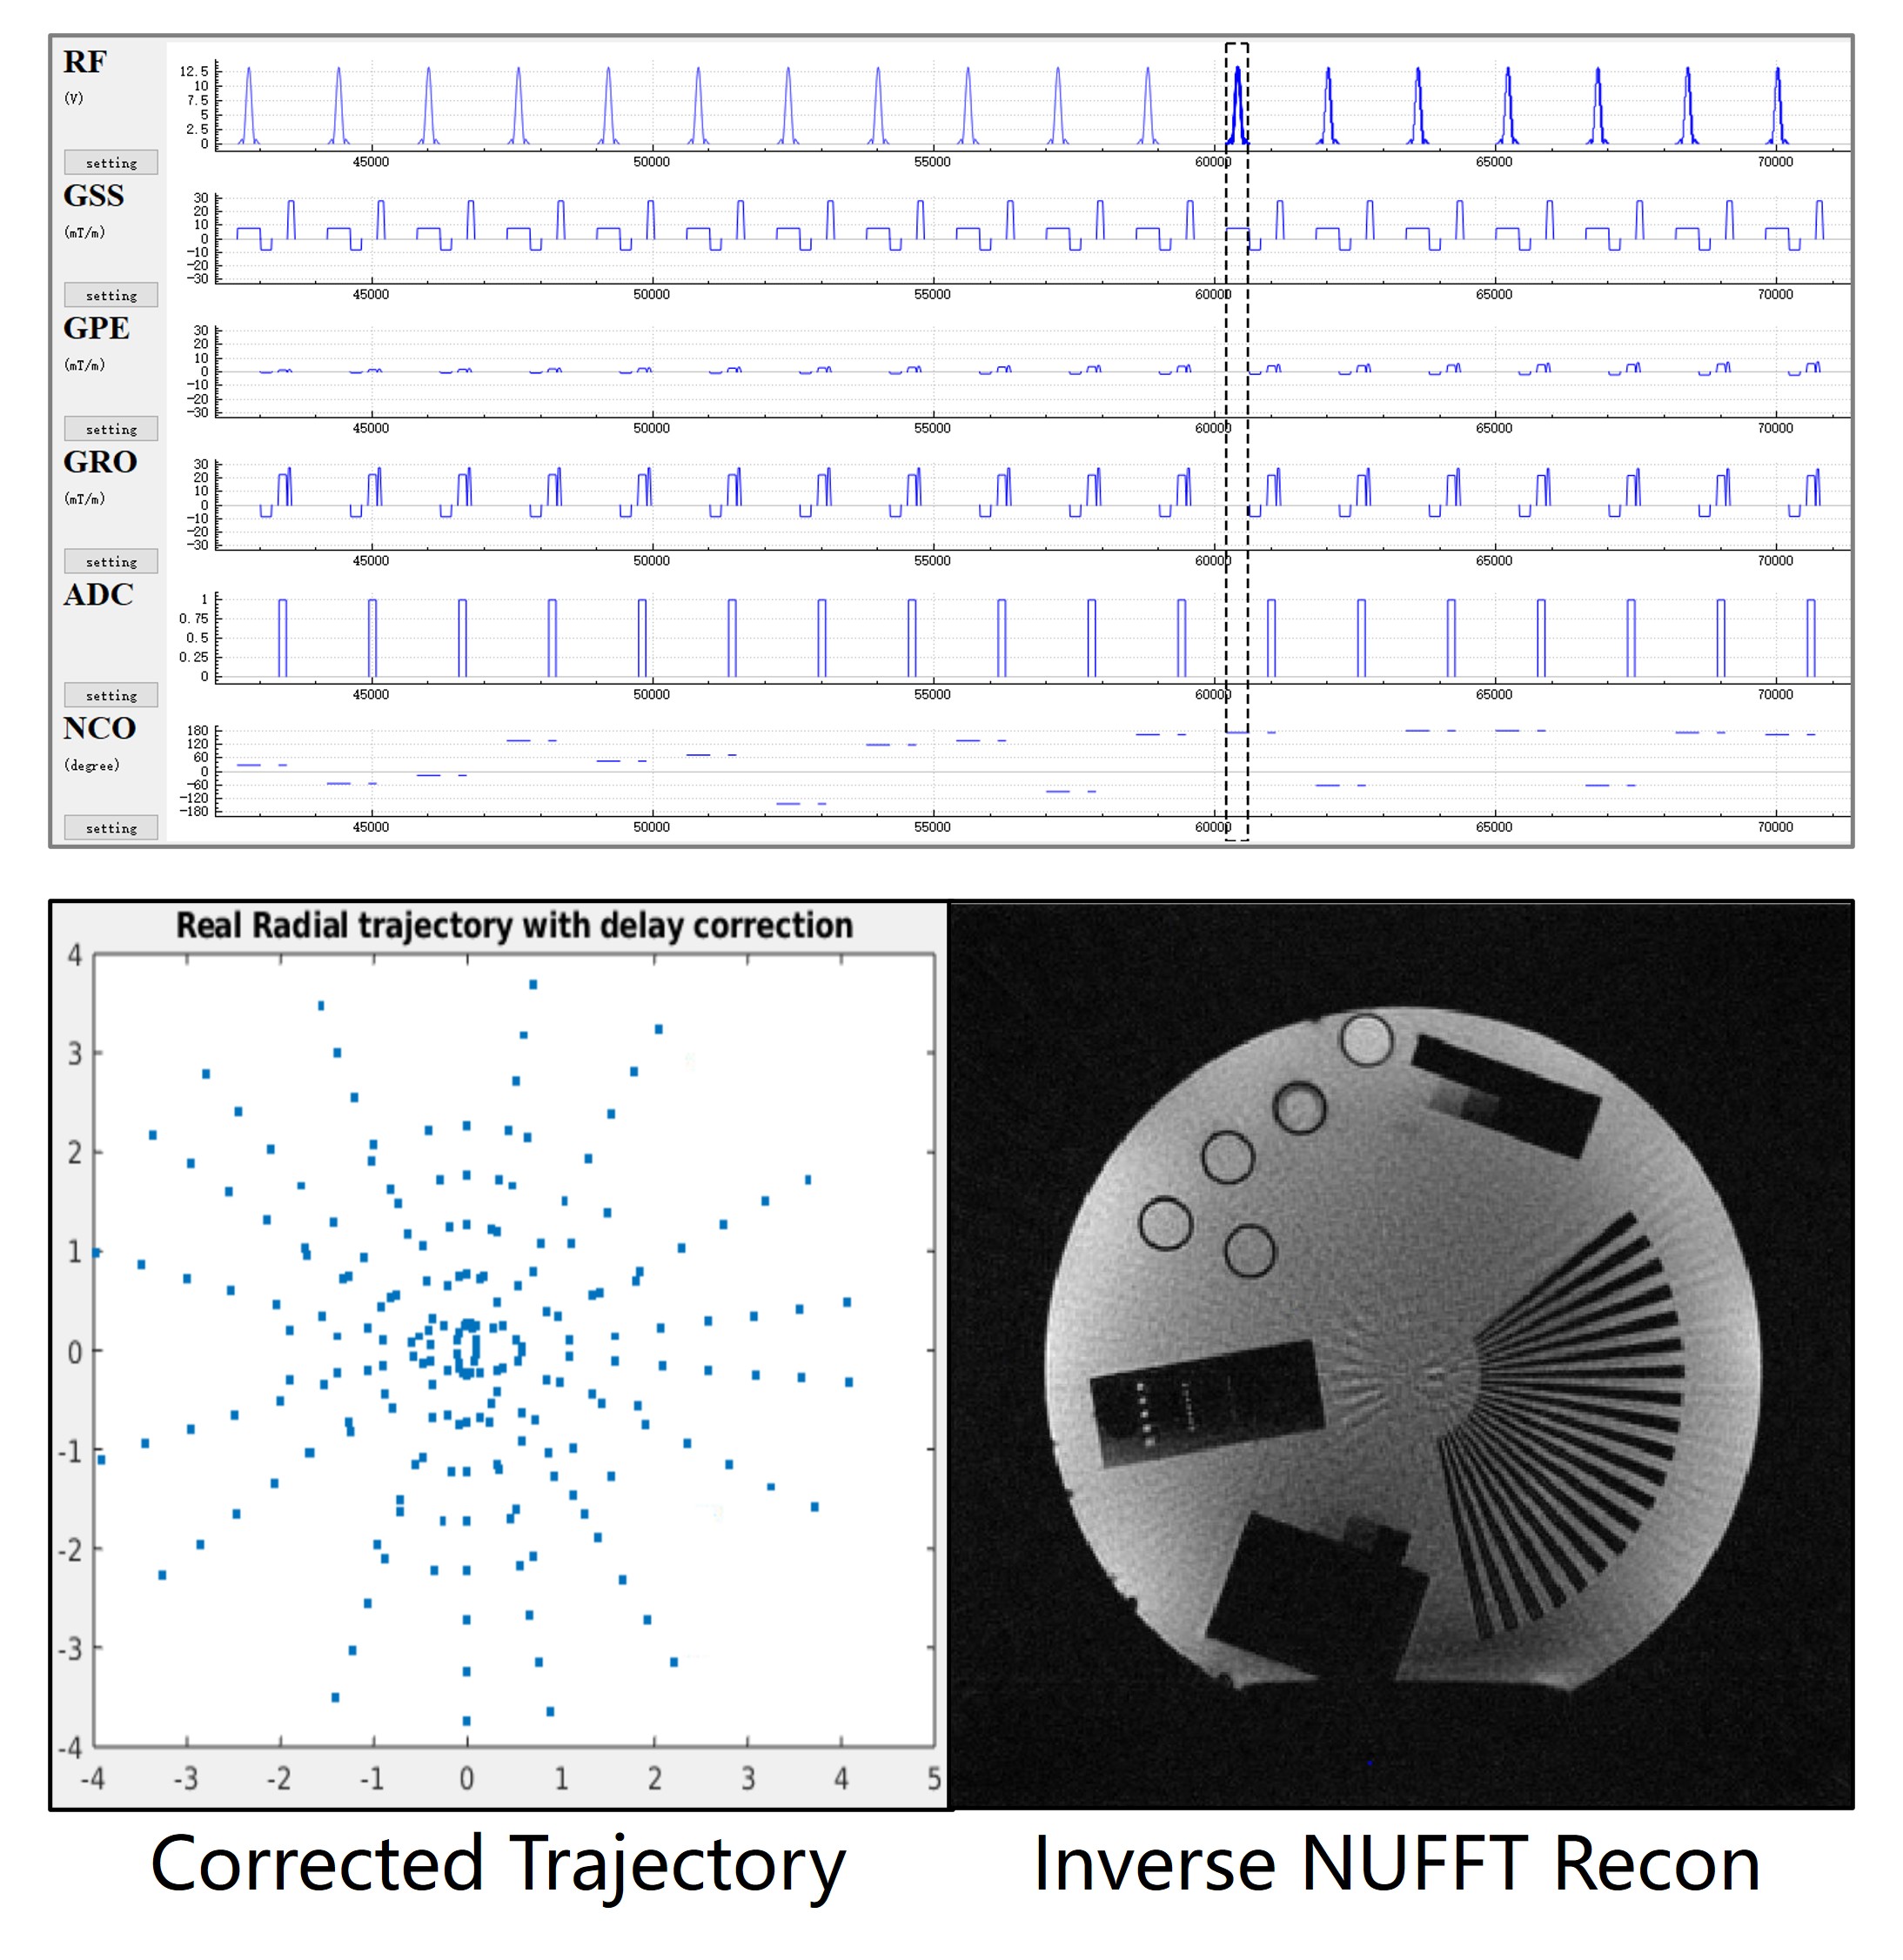 RF
(V)
12.5
10
7.5
5
2.5
0
setting
45000 50000 55000 60000 65000 70000
GSS
(mT/m)
30
20
10
0
-10
-20
-30
setting
45000 50000 55000 60000 65000 70000
GPE
(mT/m)
30
20
10
0
-10
-20
-30
setting
45000 50000 55000 60000 65000 70000
GRO
(mT/m)
30
20
10
0
-10
-20
-30
setting
45000 50000 55000 60000 65000 70000
ADC
1
0.75
0.5
0.25
0
setting
45000 50000 55000 60000 65000 70000
NCO
(degree)
180
120
60
0
-60
-120
-180
setting
45000 50000 55000 60000 65000 70000
Real Radial trajectory with delay correction
4
3
2
1
0
-1
-2
-3
-4
-4 -3 -2 -1 0 1 2 3 4 5
Corrected Trajectory
Inverse NUFFT Recon